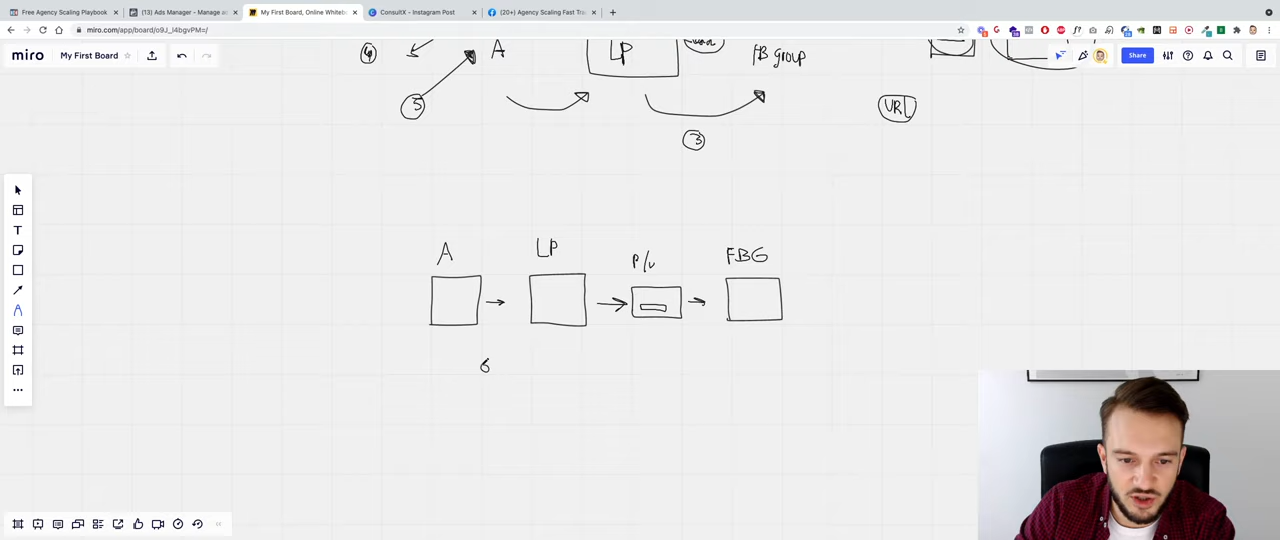 Free Agency Scaling Playbook
(13) Ads Manager - Manage ad
My First Board, Online Whiteb
ConsultX - Instagram Post
(20+) Agency Scaling Fast Tra
miro.com/app/board/o9J_l4bgvPM=/
miro
My First Board
Share
4
A
LP
FB group
5
3
URL
A
LP
P/U
FBG
6